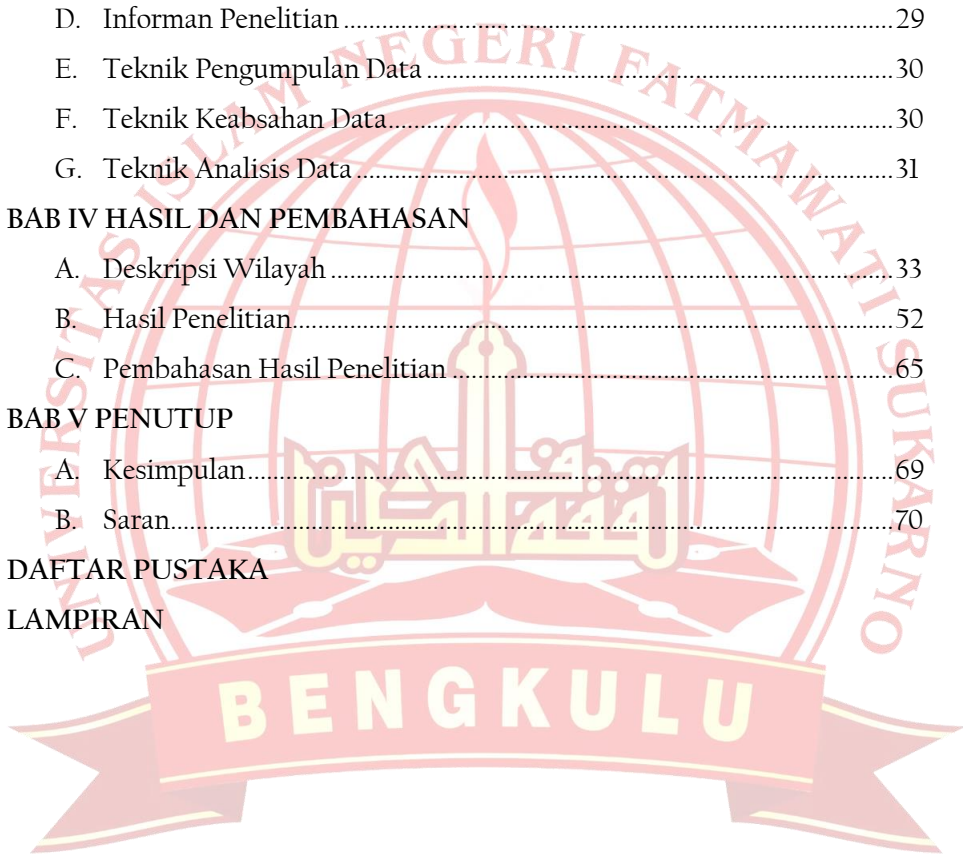 D. Informan Penelitian ........................................ 29
E. Teknik Pengumpulan Data ........................................ 30
F. Teknik Keabsahan Data ........................................ 30
G. Teknik Analisis Data ........................................ 31
BAB IV HASIL DAN PEMBAHASAN
A. Deskripsi Wilayah ........................................ 33
B. Hasil Penelitian ........................................ 52
C. Pembahasan Hasil Penelitian ........................................ 65
BAB V PENUTUP
A. Kesimpulan ........................................ 69
B. Saran ........................................ 70
DAFTAR PUSTAKA
LAMPIRAN
UNIVERSITAS ISLAM NEGERI FATMAWATI SUKARNO
BENGKULU